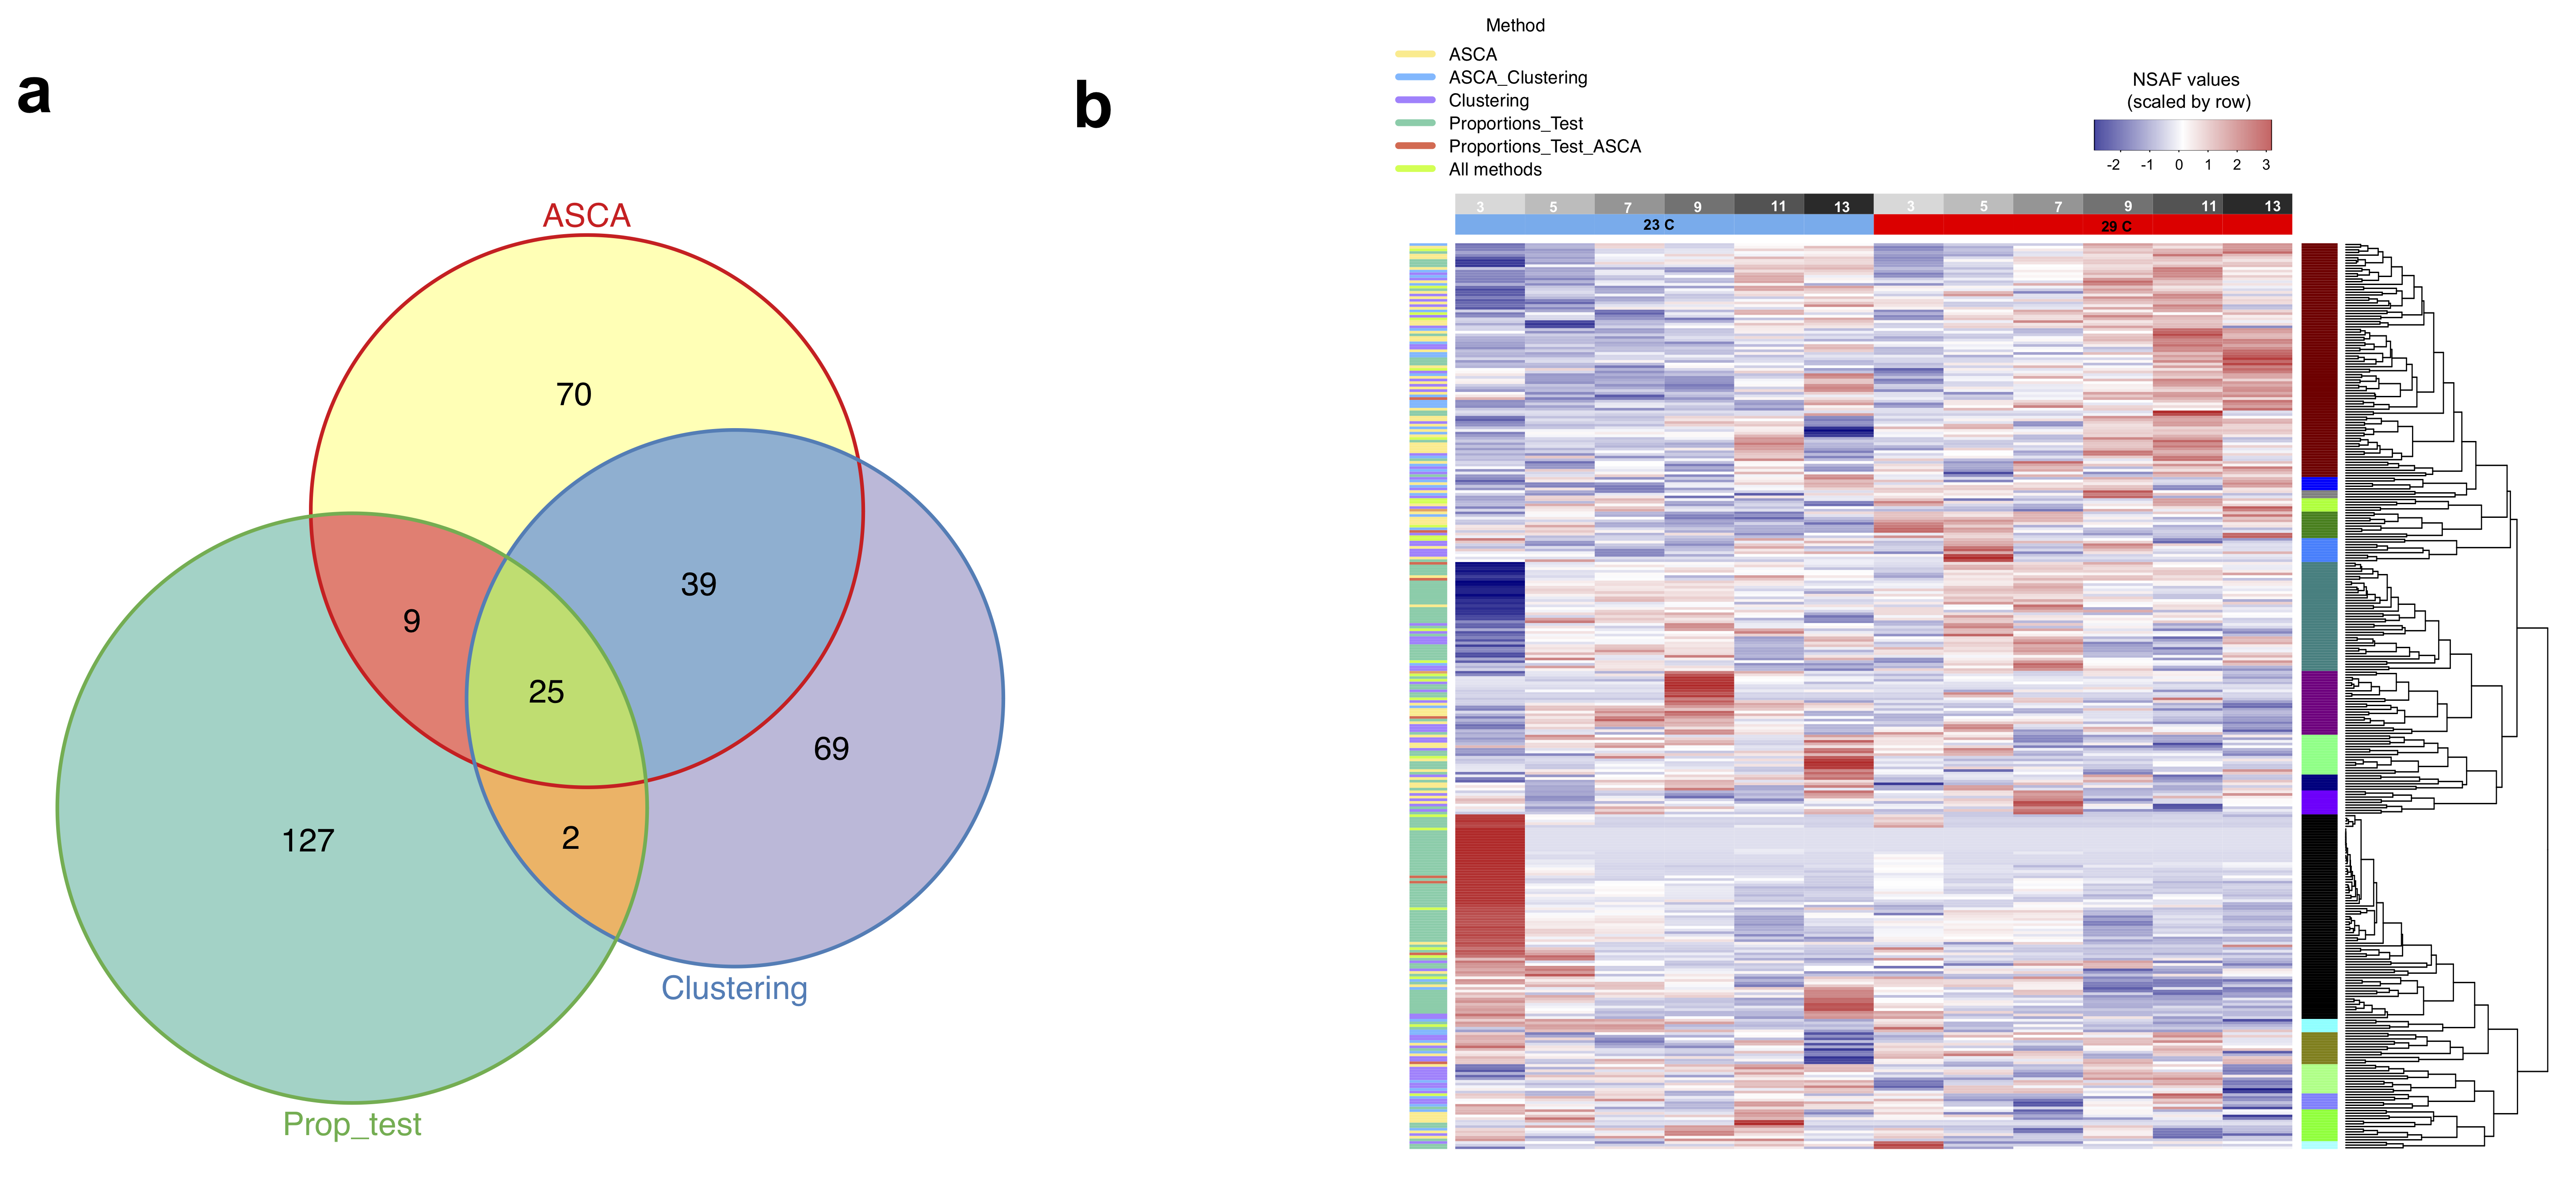 a
ASCA
70
39
9
25
69
127
2
Clustering
Prop_test
b
Method
ASCA
ASCA_Clustering
Clustering
Proportions_Test
Proportions_Test_ASCA
All methods
NSAF values
(scaled by row)
-2 -1 0 1 2 3
3 5 7 9 11 13 3 5 7 9 11 13
23 C 29 C